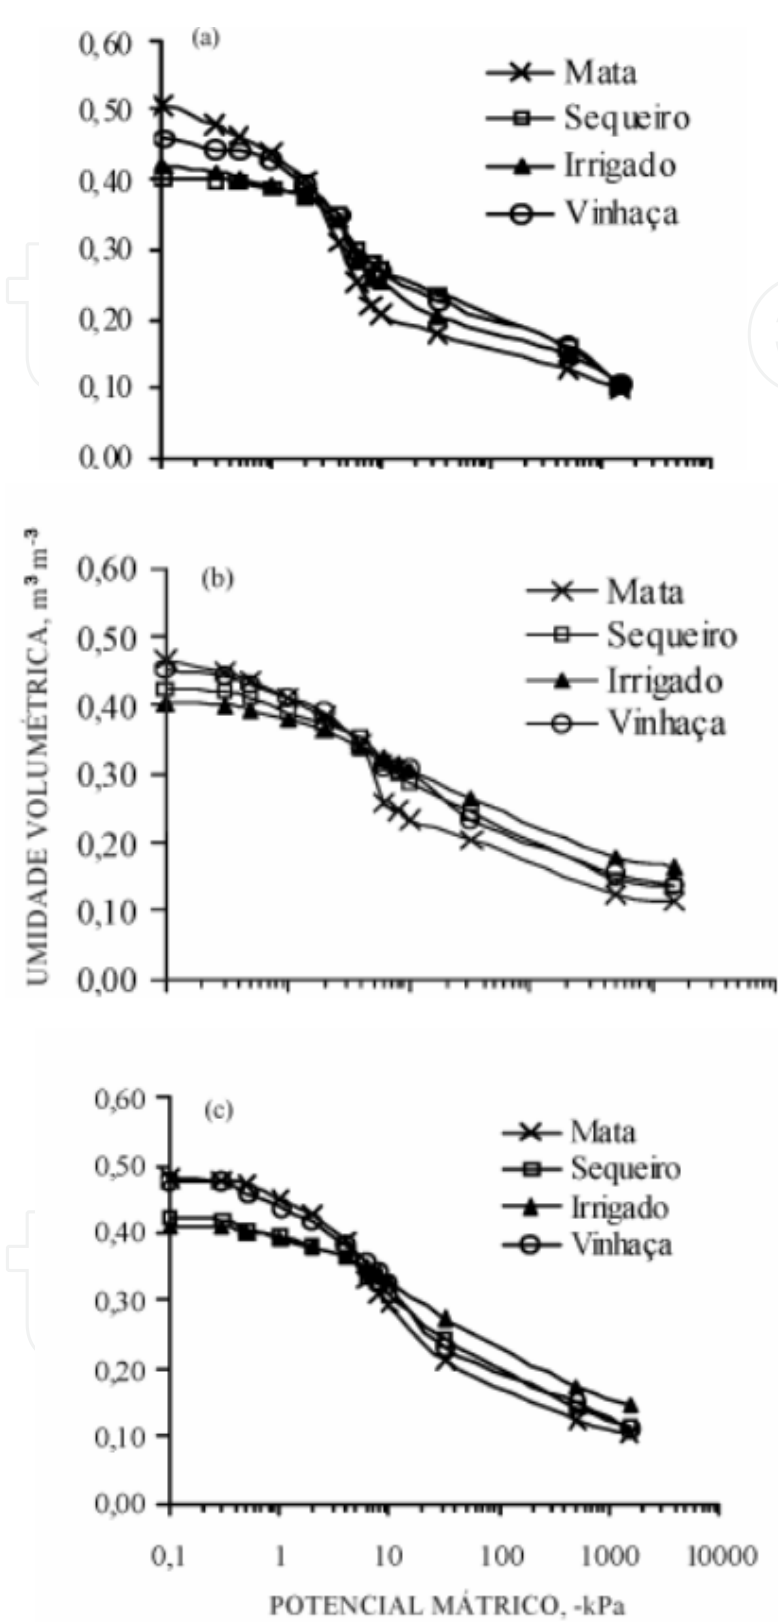 (a)
0,60
0,50
0,40
0,30
0,20
0,10
0,00
Mata
Sequeiro
Irrigado
Vinhaça
UMIDADE VOLUMÉTRICA, m³ m⁻³
(b)
0,60
0,50
0,40
0,30
0,20
0,10
0,00
Mata
Sequeiro
Irrigado
Vinhaça
(c)
0,60
0,50
0,40
0,30
0,20
0,10
0,00
Mata
Sequeiro
Irrigado
Vinhaça
0,1 1 10 100 1000 10000
POTENCIAL MÁTRICO, -kPa